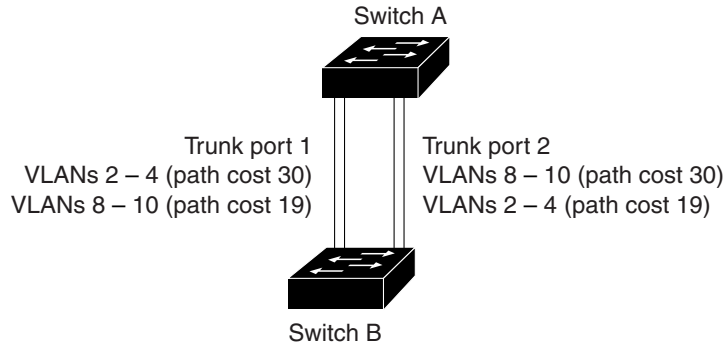 Switch A
Trunk port 1
VLANs 2 – 4 (path cost 30)
VLANs 8 – 10 (path cost 19)
Trunk port 2
VLANs 8 – 10 (path cost 30)
VLANs 2 – 4 (path cost 19)
Switch B